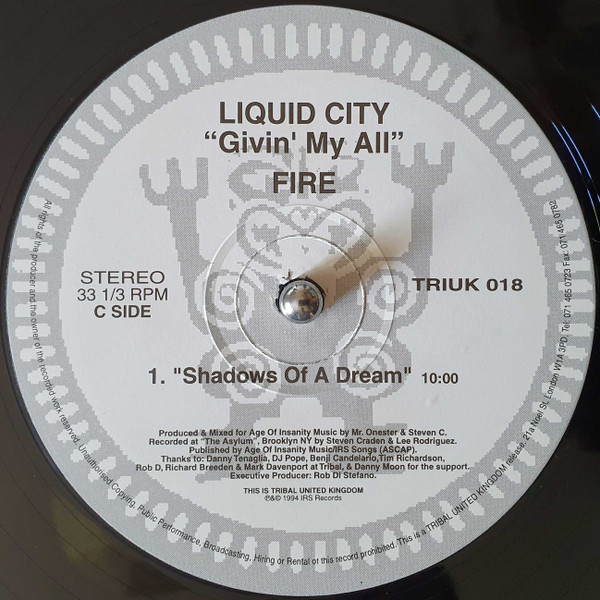 LIQUID CITY
“Givin' My All”
FIRE
STEREO
33 1/3 RPM
C SIDE
TRIUK 018
1. "Shadows Of A Dream" 10:00
Produced & Mixed for Age Of Insanity Music by Mr. Onester & Steven C.
Recorded at "The Asylum", Brooklyn NY by Steven Craden & Lee Rodriguez.
Published by Age Of Insanity Music/IRS Songs (ASCAP).
Thanks to: Danny Tenaglia, DJ Pope, Benji Candelario,Tim Richardson,
Rob D, Richard Breeden & Mark Davenport at Tribal, & Danny Moon for the support.
Executive Producer: Rob DI Stefano.
THIS IS TRIBAL UNITED KINGDOM
℗&© 1994 IRS Records
All rights of the producer and the owner of the recorded work reserved. Unauthorised Copying, Public Performance, Broadcasting, Hiring or Rental of this record prohibited. This is a TRIBAL UNITED KINGDOM release. 21a Noel St. London W1A 3PD. Tel: 071 465 0723 Fax: 071 465 0762